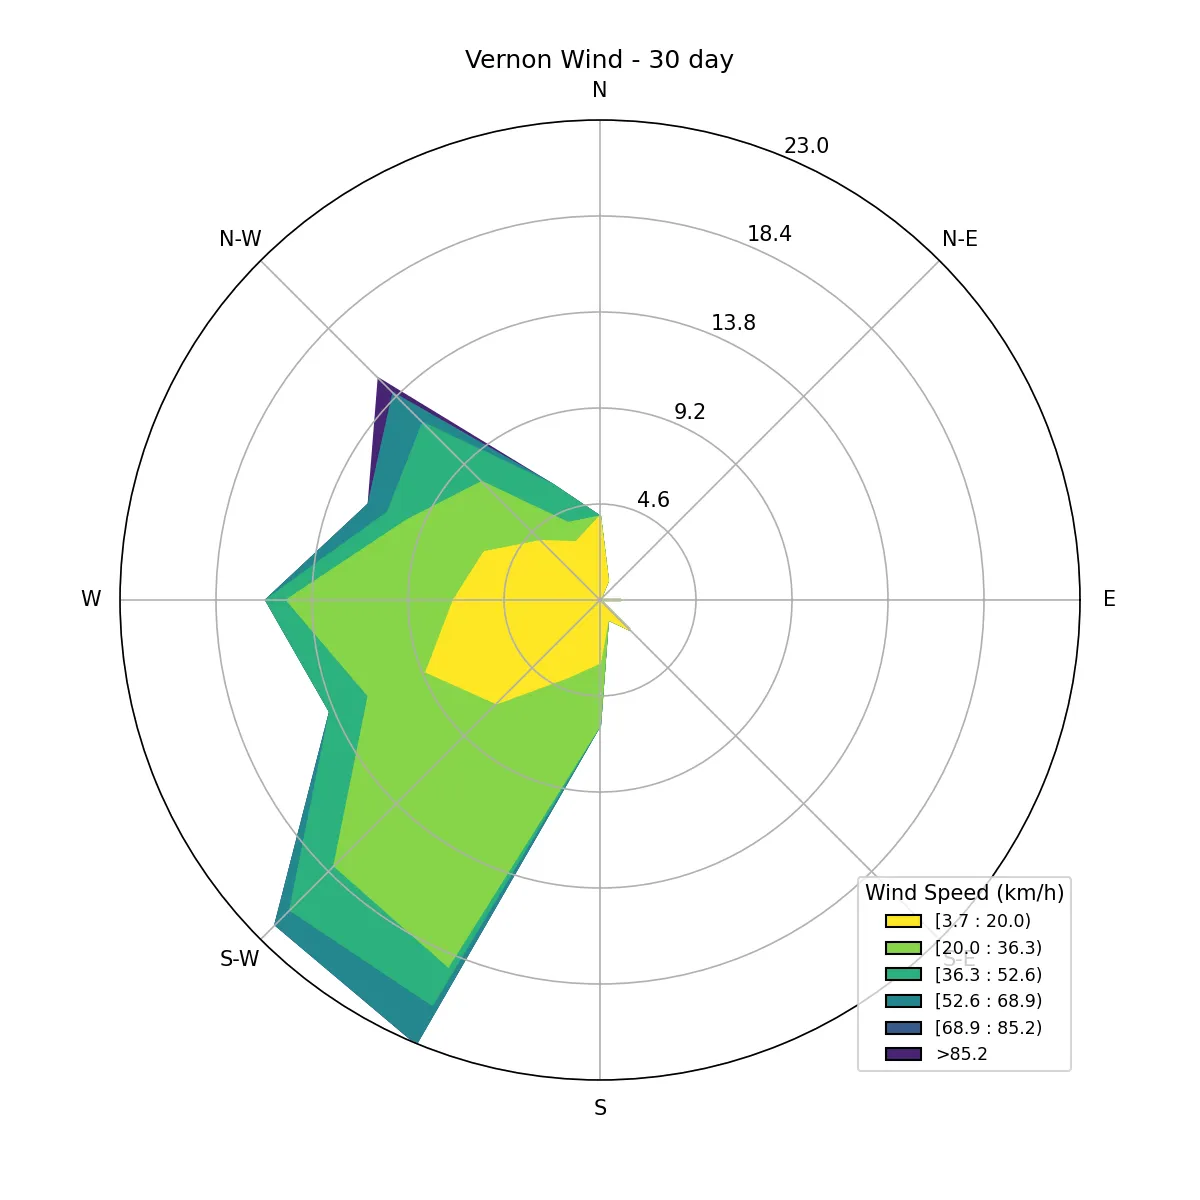 Vernon Wind - 30 day
N
23.0
18.4
N-W
N-E
13.8
9.2
4.6
W
E
Wind Speed (km/h)
[3.7 : 20.0)
[20.0 : 36.3)
S-W
S-E
[36.3 : 52.6)
[52.6 : 68.9)
[68.9 : 85.2)
>85.2
S